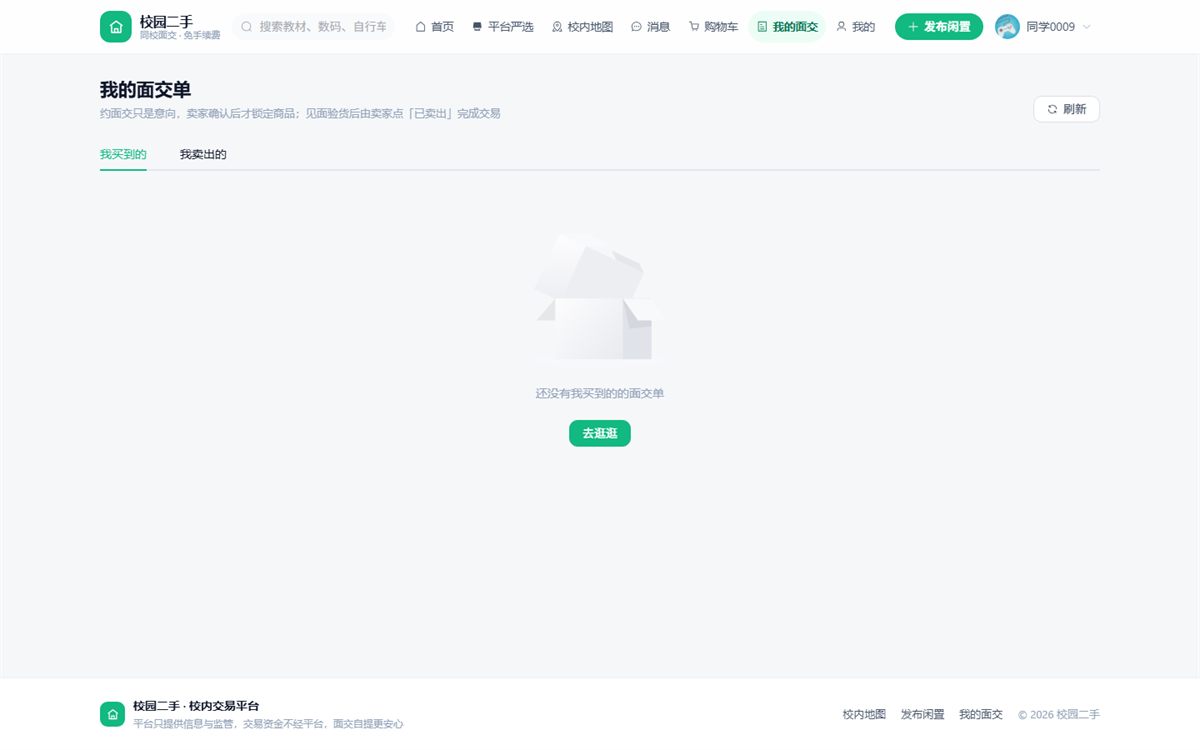 校园二手
同校面交 · 免手续费
搜索教材、数码、自行车
首页
平台严选
校内地图
消息
购物车
我的面交
我的
发布闲置
同学0009
我的面交单
约面交只是意向，卖家确认后才锁定商品；见面验货后由卖家点「已卖出」完成交易
刷新
我买到的
我卖出的
还没有我买到的的面交单
去逛逛
校园二手 · 校内交易平台
平台只提供信息与监管，交易资金不经平台，面交自提更安心
校内地图
发布闲置
我的面交
© 2026 校园二手